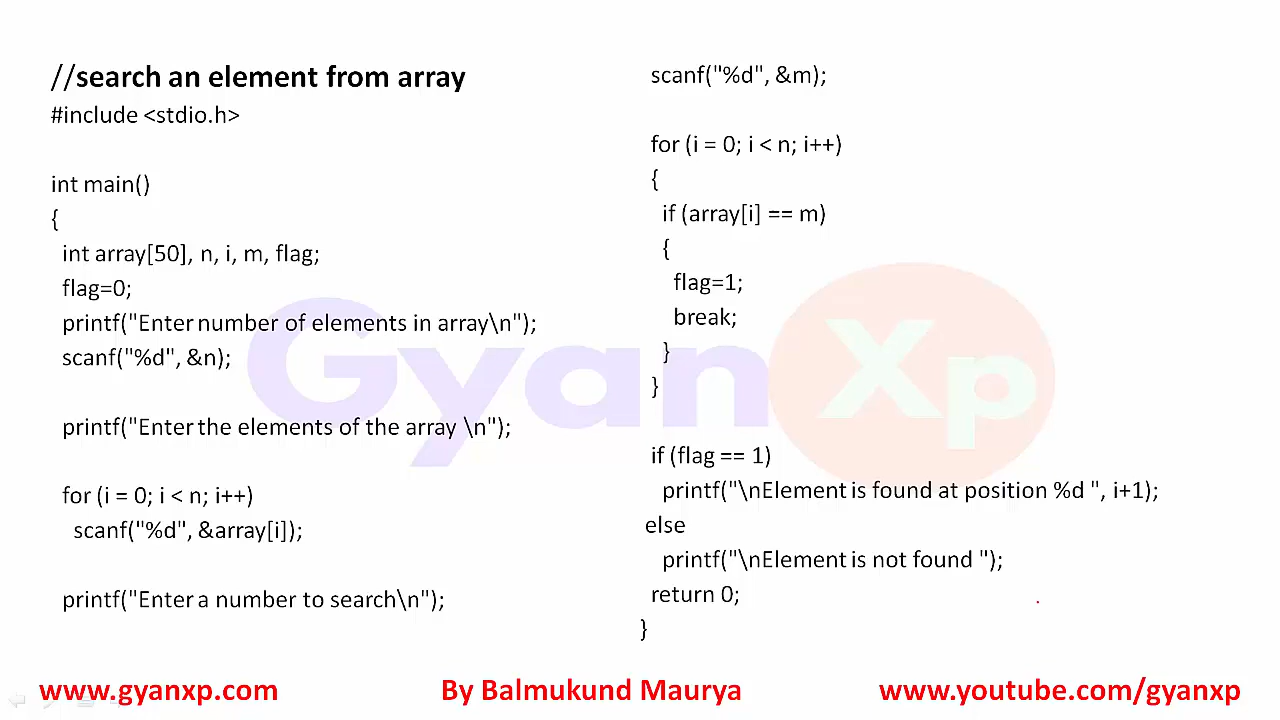 //search an element from array
#include <stdio.h>
int main()
{
int array[50], n, i, m, flag;
flag=0;
printf("Enter number of elements in array\n");
scanf("%d", &n);
printf("Enter the elements of the array \n");
for (i = 0; i < n; i++)
scanf("%d", &array[i]);
printf("Enter a number to search\n");
scanf("%d", &m);
for (i = 0; i < n; i++)
{
if (array[i] == m)
{
flag=1;
break;
}
}
if (flag == 1)
printf("\nElement is found at position %d ", i+1);
else
printf("\nElement is not found ");
return 0;
}
GyanXp
www.gyanxp.com By Balmukund Maurya www.youtube.com/gyanxp